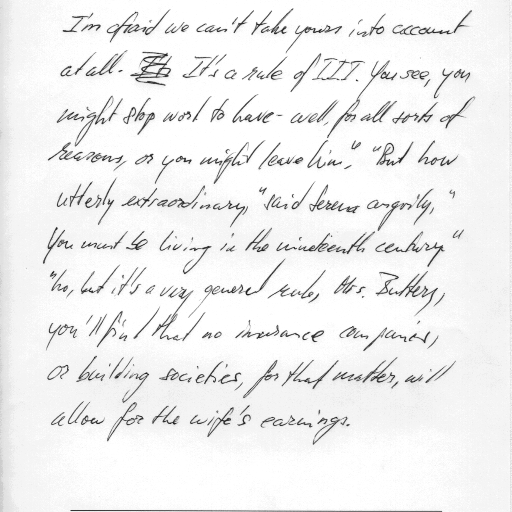 I'm afraid we can't take yours into account
at all. It's a rule of III. You see, you
might stop work to have - well, for all sorts of
reasons, or you might leave him", "But how
utterly extraordinary," said Serena angrily, "
You must be living in the nineteenth century."
"No, but it's a very general rule, Mrs. Buttery,
you'll find that no insurance companies,
or building societies, for that matter, will
allow for the wife's earnings.